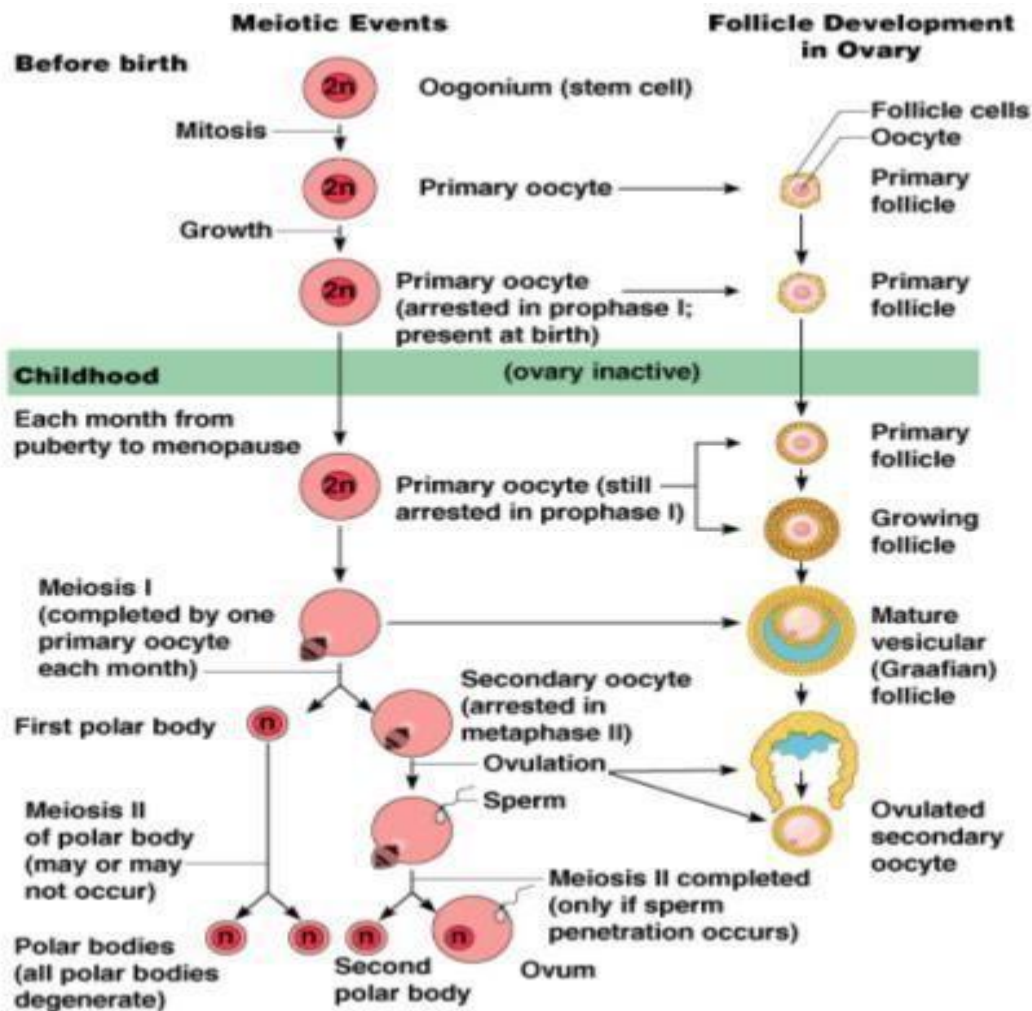 Meiotic Events
Follicle Development
in Ovary
Before birth
2n
Oogonium (stem cell)
Follicle cells
Oocyte
Mitosis
2n
Primary oocyte
Primary
follicle
Growth
2n
Primary oocyte
(arrested in prophase I;
present at birth)
Primary
follicle
Childhood
(ovary inactive)
Each month from
puberty to menopause
2n
Primary oocyte (still
arrested in prophase I)
Primary
follicle
Growing
follicle
Meiosis I
(completed by one
primary oocyte
each month)
Mature
vesicular
(Graafian)
follicle
First polar body
n
Secondary oocyte
(arrested in
metaphase II)
Ovulation
Sperm
Ovulated
secondary
oocyte
Meiosis II
of polar body
(may or may
not occur)
Meiosis II completed
(only if sperm
penetration occurs)
n
n
n
n
Polar bodies
(all polar bodies
degenerate)
Second
polar body
Ovum